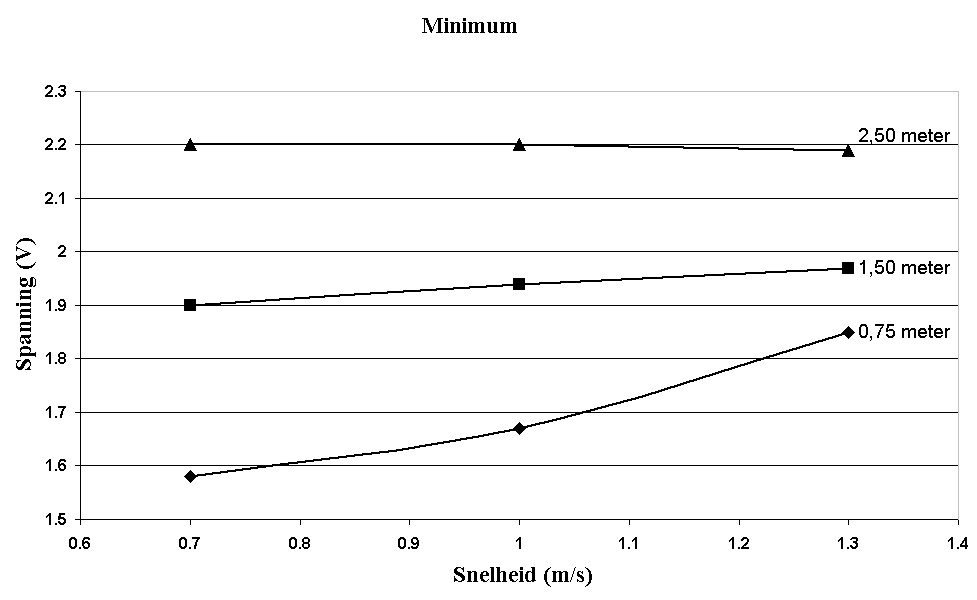 Minimum
2.3
2.2
2.1
2
1.9
1.8
1.7
1.6
1.5
Spanning (V)
2,50 meter
1,50 meter
0,75 meter
0.6 0.7 0.8 0.9 1 1.1 1.2 1.3 1.4
Snelheid (m/s)